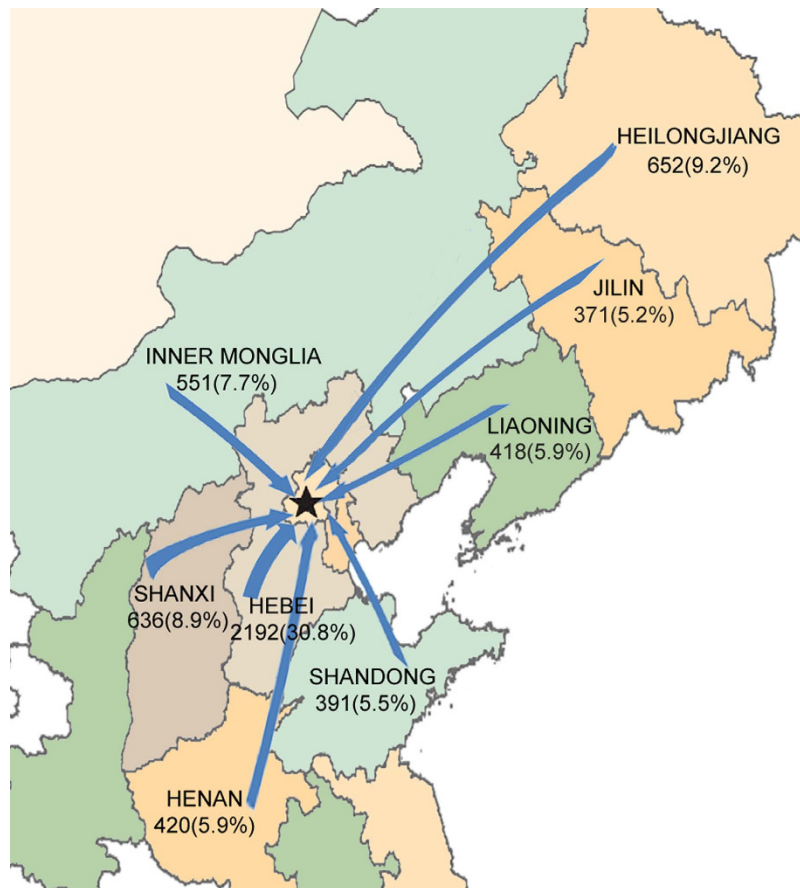 HEILONGJIANG
652(9.2%)
JILIN
371(5.2%)
INNER MONGLIA
551(7.7%)
LIAONING
418(5.9%)
SHANXI
636(8.9%)
HEBEI
2192(30.8%)
SHANDONG
391(5.5%)
HENAN
420(5.9%)